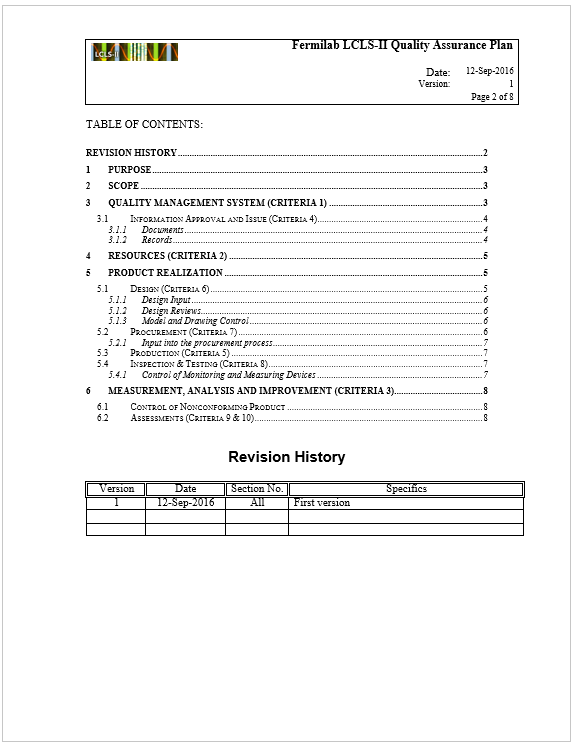 LCLS-II
Fermilab LCLS-II Quality Assurance Plan
Date: 12-Sep-2016
Version: 1
Page 2 of 8
TABLE OF CONTENTS:
REVISION HISTORY 2
1 PURPOSE 3
2 SCOPE 3
3 QUALITY MANAGEMENT SYSTEM (CRITERIA 1) 3
3.1 INFORMATION APPROVAL AND ISSUE (CRITERIA 4) 4
3.1.1 Documents 4
3.1.2 Records 4
4 RESOURCES (CRITERIA 2) 5
5 PRODUCT REALIZATION 5
5.1 DESIGN (CRITERIA 6) 5
5.1.1 Design Input 6
5.1.2 Design Reviews 6
5.1.3 Model and Drawing Control 6
5.2 PROCUREMENT (CRITERIA 7) 6
5.2.1 Input into the procurement process 7
5.3 PRODUCTION (CRITERIA 5) 7
5.4 INSPECTION & TESTING (CRITERIA 8) 7
5.4.1 Control of Monitoring and Measuring Devices 7
6 MEASUREMENT, ANALYSIS AND IMPROVEMENT (CRITERIA 3) 8
6.1 CONTROL OF NONCONFORMING PRODUCT 8
6.2 ASSESSMENTS (CRITERIA 9 & 10) 8
Revision History
Version Date Section No. Specifics
1 12-Sep-2016 All First version